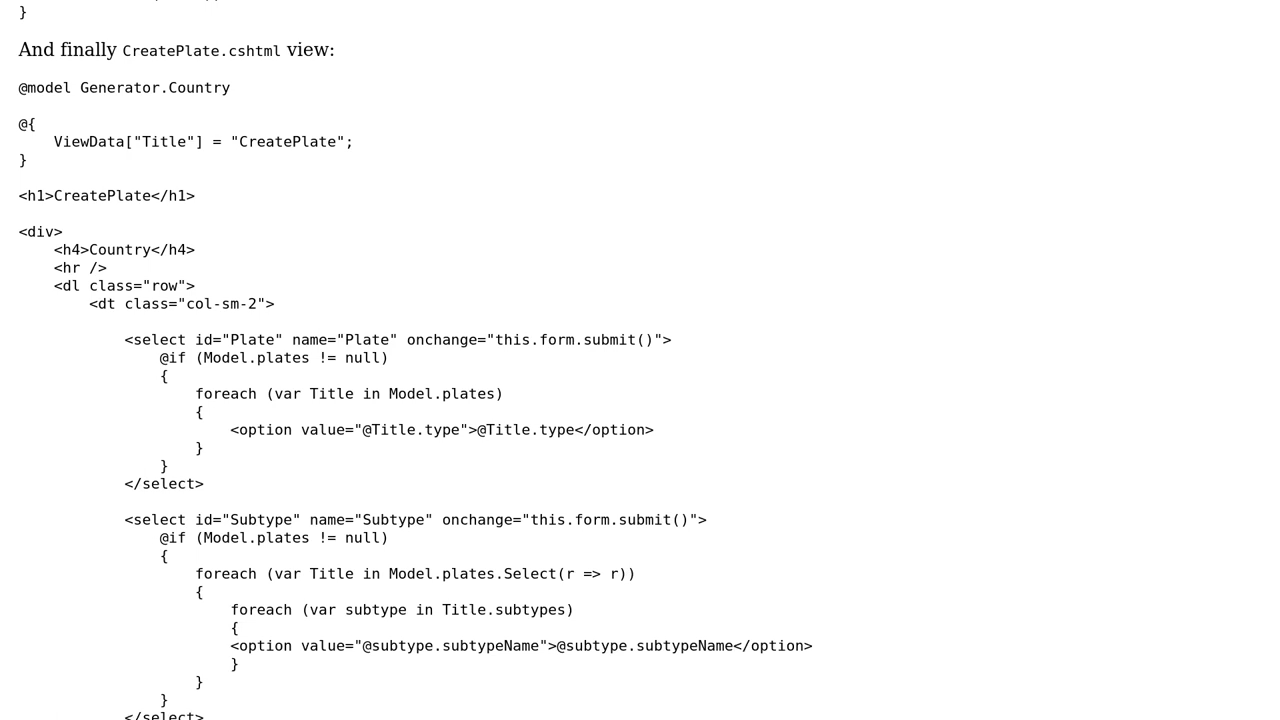 }
And finally CreatePlate.cshtml view:
@model Generator.Country
@{
    ViewData["Title"] = "CreatePlate";
}
<h1>CreatePlate</h1>
<div>
    <h4>Country</h4>
    <hr />
    <dl class="row">
        <dt class="col-sm-2">
            <select id="Plate" name="Plate" onchange="this.form.submit()">
                @if (Model.plates != null)
                {
                    foreach (var Title in Model.plates)
                    {
                        <option value="@Title.type">@Title.type</option>
                    }
                }
            </select>
            <select id="Subtype" name="Subtype" onchange="this.form.submit()">
                @if (Model.plates != null)
                {
                    foreach (var Title in Model.plates.Select(r => r))
                    {
                        foreach (var subtype in Title.subtypes)
                        {
                        <option value="@subtype.subtypeName">@subtype.subtypeName</option>
                        }
                    }
                }
            </select>